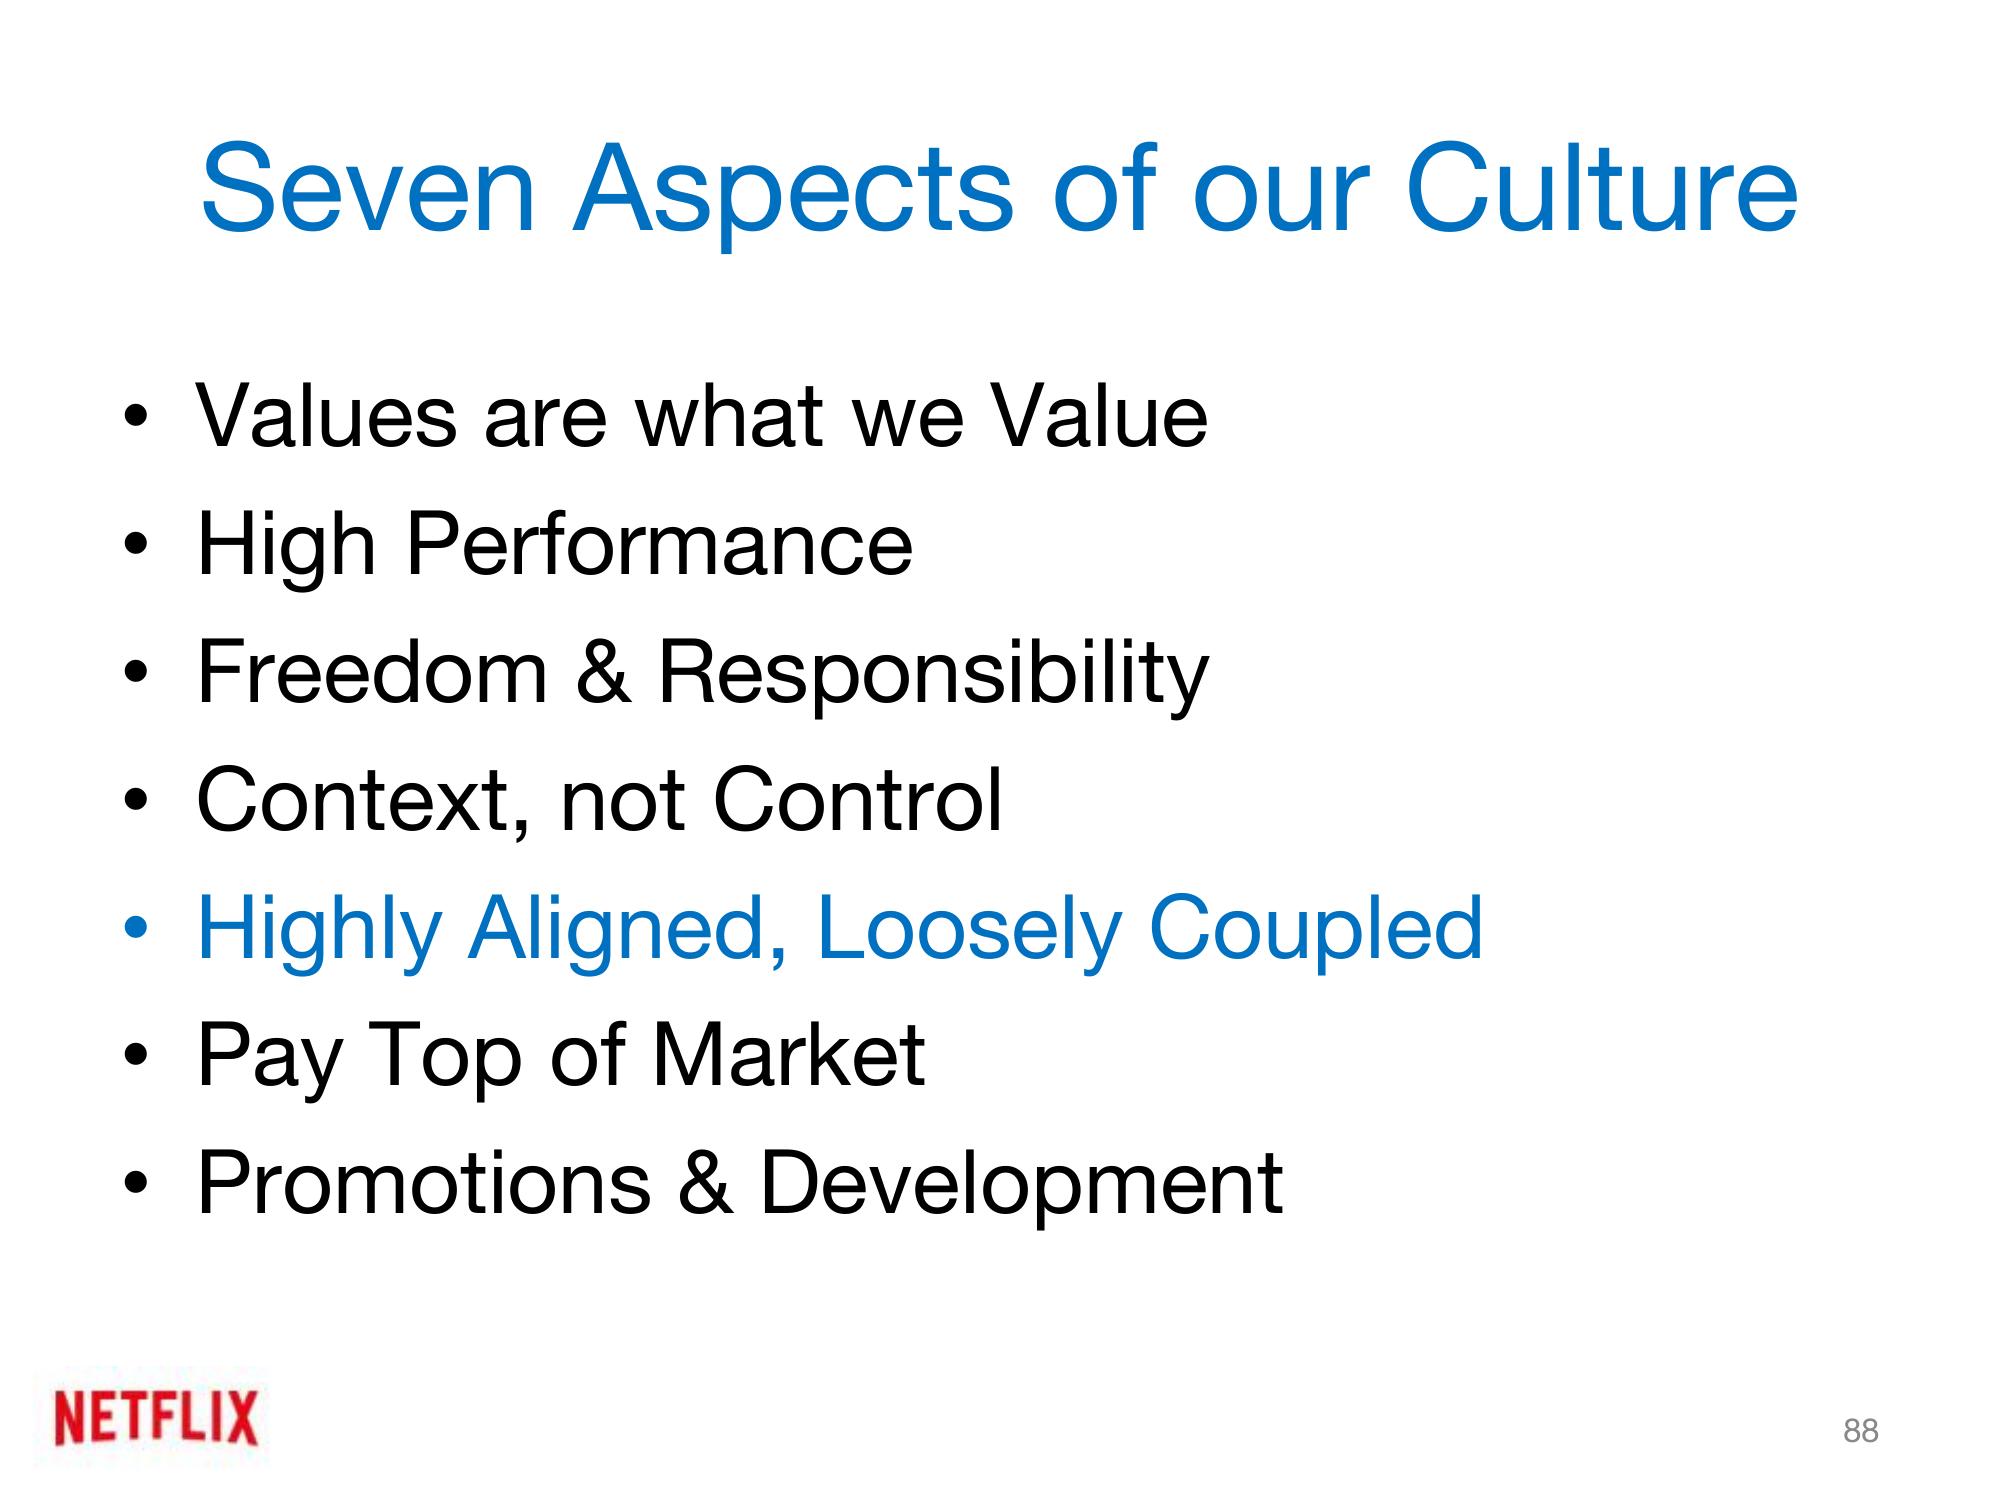 Seven Aspects of our Culture
• Values are what we Value
• High Performance
• Freedom & Responsibility
• Context, not Control
• Highly Aligned, Loosely Coupled
• Pay Top of Market
• Promotions & Development
NETFLIX
88